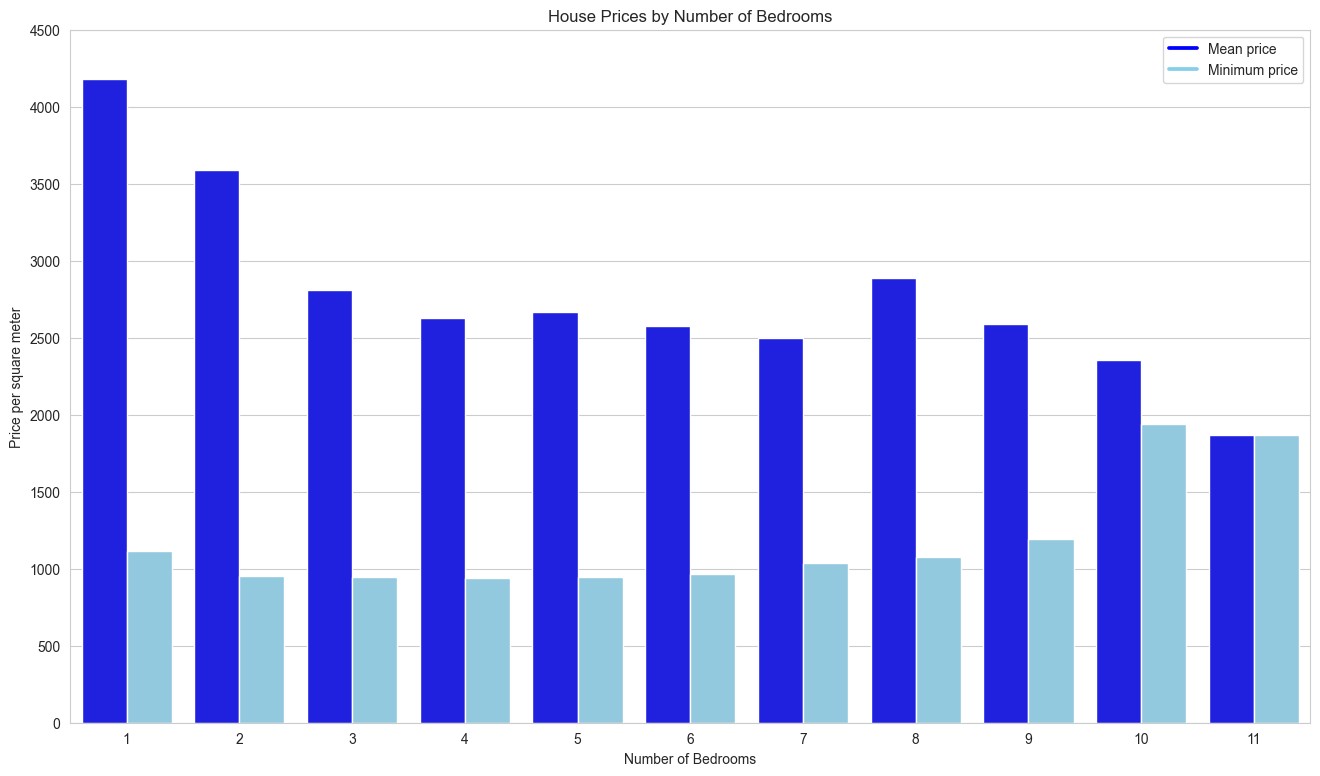 House Prices by Number of Bedrooms
Mean price
Minimum price
Price per square meter
4500
4000
3500
3000
2500
2000
1500
1000
500
0
1 2 3 4 5 6 7 8 9 10 11
Number of Bedrooms